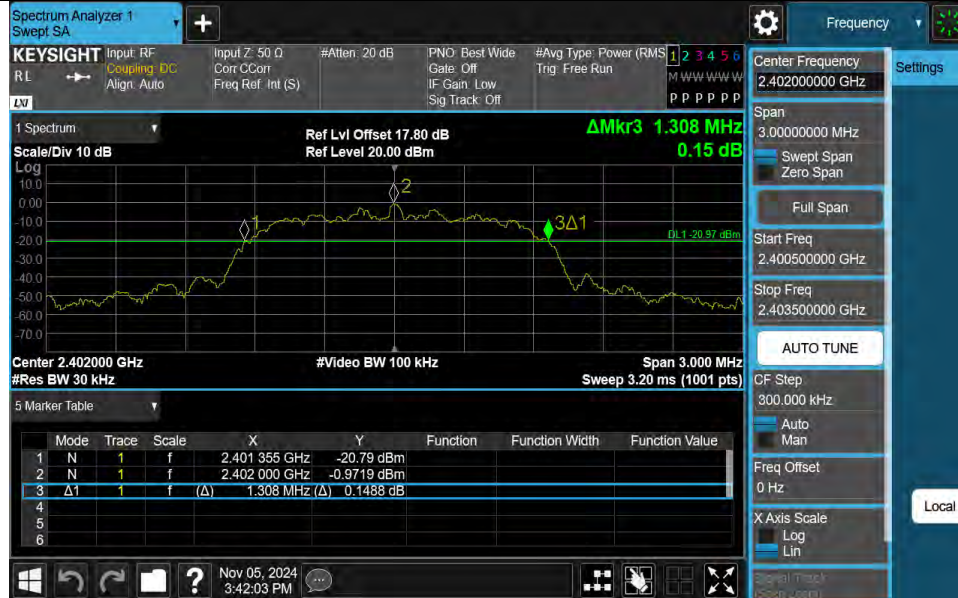 Spectrum Analyzer 1
Swept SA
+
Frequency
KEYSIGHT
Input: RF
Input Z: 50 Ω
#Atten: 20 dB
PNO: Best Wide
#Avg Type: Power (RMS
1 2 3 4 5 6
RL
Coupling: DC
Corr CCorr
Gate: Off
Trig: Free Run
Align: Auto
Freq Ref: Int (S)
IF Gain: Low
M W W W W W
Sig Track: Off
P P P P P P
LXI
Center Frequency
2.402000000 GHz
Settings
Span
3.00000000 MHz
Swept Span
Zero Span
Full Span
Start Freq
2.400500000 GHz
Stop Freq
2.403500000 GHz
AUTO TUNE
CF Step
300.000 kHz
Auto
Man
Freq Offset
0 Hz
X Axis Scale
Log
Lin
Local
1 Spectrum
Ref Lvl Offset 17.80 dB
ΔMkr3 1.308 MHz
Scale/Div 10 dB
Ref Level 20.00 dBm
0.15 dB
Log
10.0
0.00
-10.0
-20.0
-30.0
-40.0
-50.0
-60.0
-70.0
1
2
3Δ1
DL1 -20.97 dBm
Center 2.402000 GHz
#Video BW 100 kHz
Span 3.000 MHz
#Res BW 30 kHz
Sweep 3.20 ms (1001 pts)
5 Marker Table
Mode Trace Scale X Y Function Function Width Function Value
1 N 1 f 2.401 355 GHz -20.79 dBm
2 N 1 f 2.402 000 GHz -0.9719 dBm
3 Δ1 1 f (Δ) 1.308 MHz (Δ) 0.1488 dB
4
5
6
?
Nov 05, 2024
3:42:03 PM